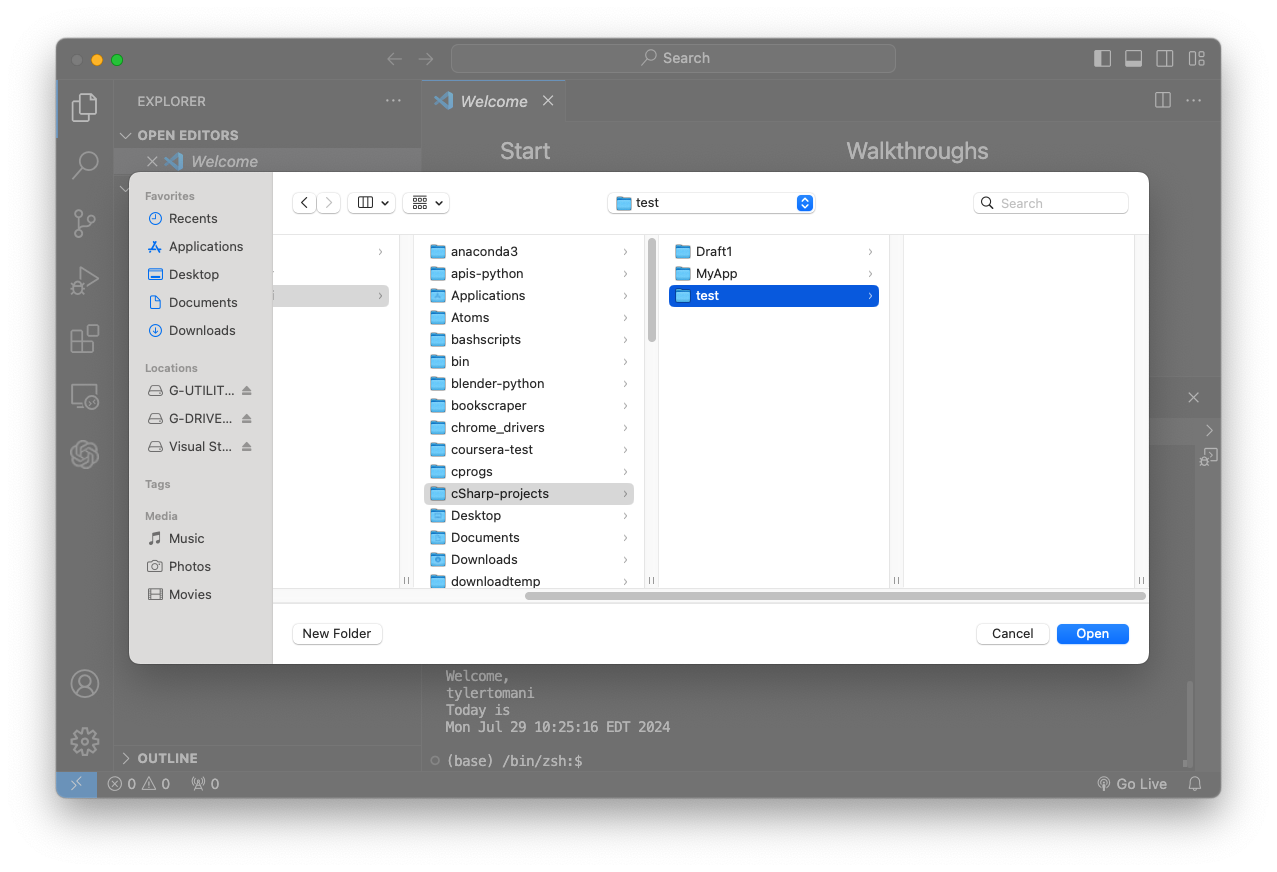 Search
EXPLORER
Welcome
OPEN EDITORS
Welcome
Start
Walkthroughs
Favorites
Recents
Applications
Desktop
Documents
Downloads
Locations
G-UTILIT...
G-DRIVE...
Visual St...
Tags
Media
Music
Photos
Movies
test
Search
anaconda3
apis-python
Applications
Atoms
bashscripts
bin
blender-python
bookscraper
chrome_drivers
coursera-test
cprogs
cSharp-projects
Desktop
Documents
Downloads
downloadtemp
Draft1
MyApp
test
New Folder
Cancel
Open
Welcome,
tylertomani
Today is
Mon Jul 29 10:25:16 EDT 2024
(base) /bin/zsh:$
OUTLINE
0 0 0
Go Live